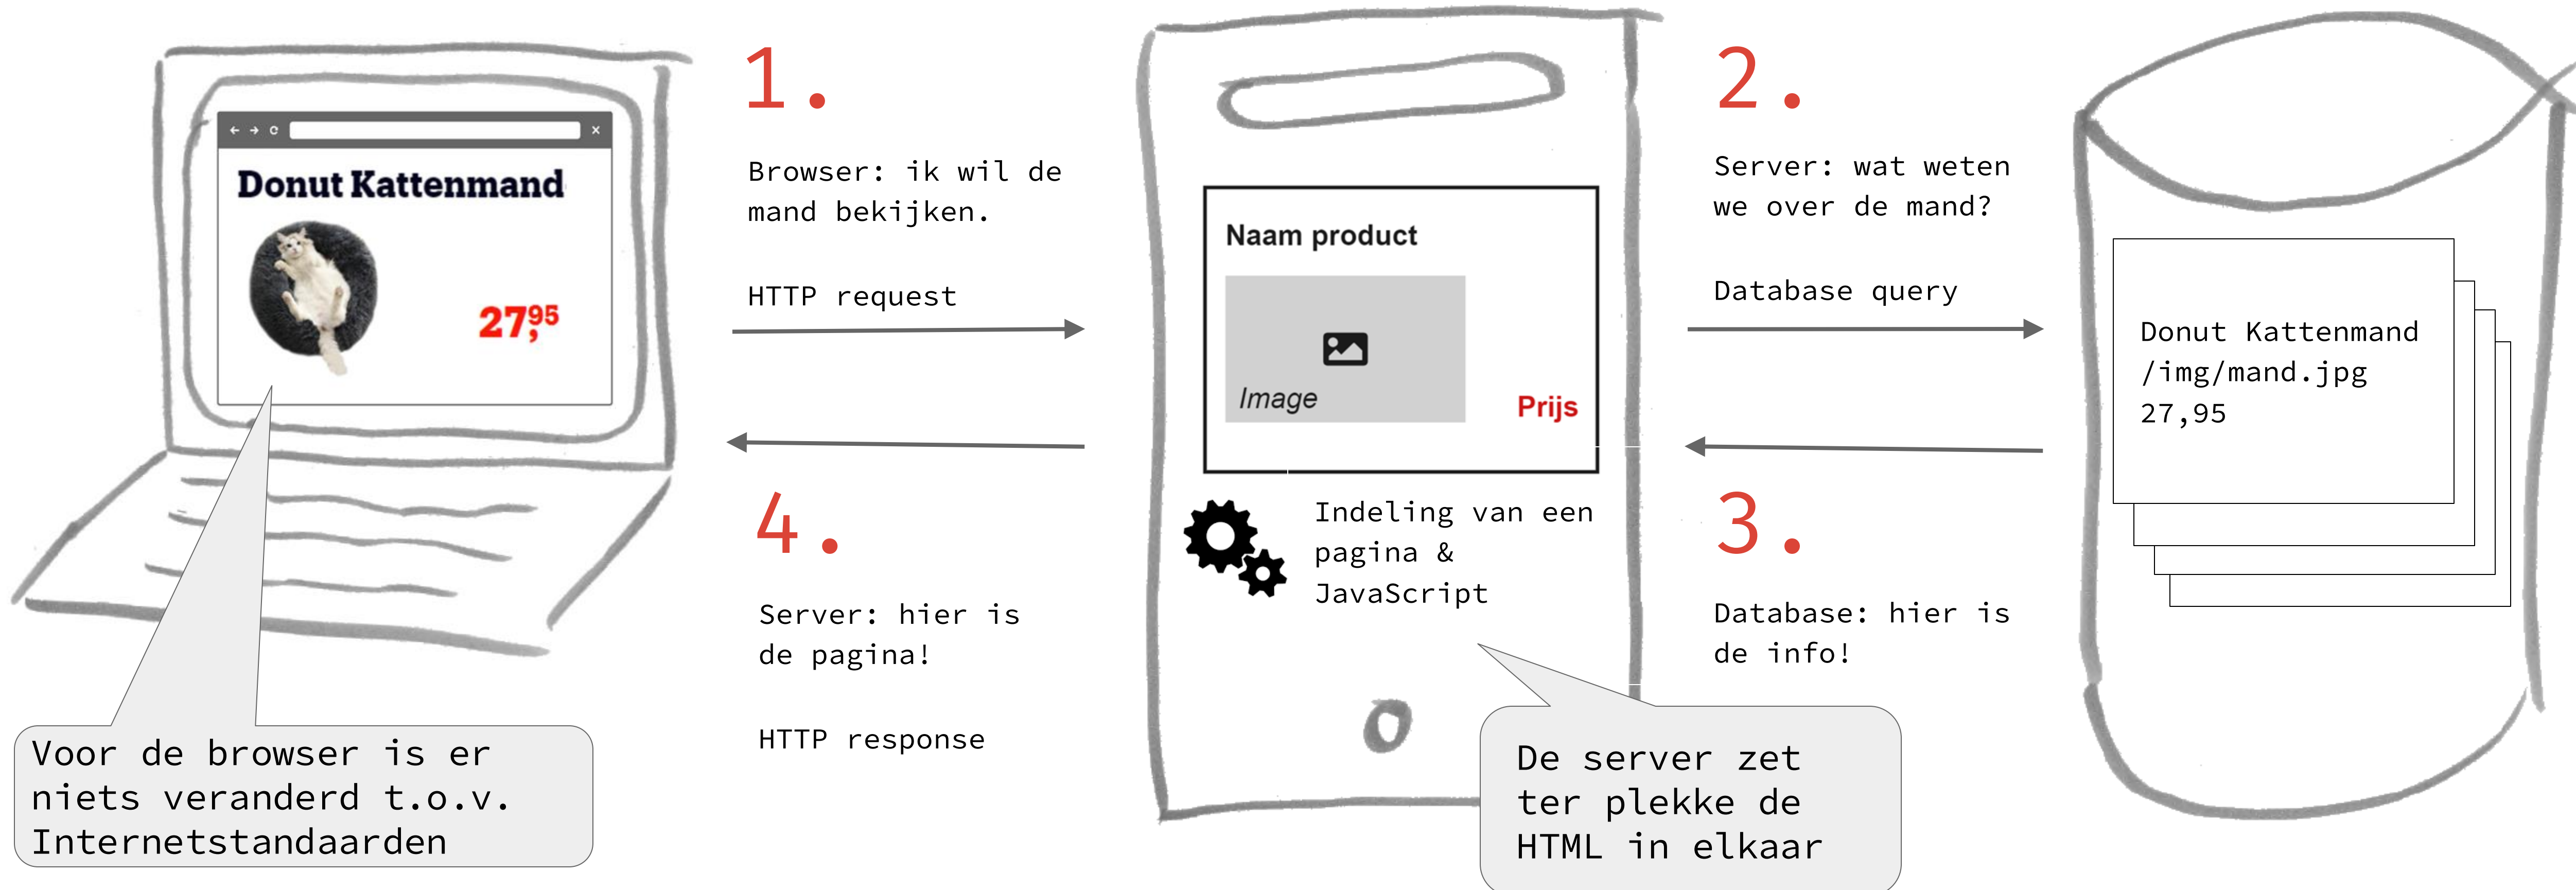 Donut Kattenmand
27,95
Voor de browser is er
niets veranderd t.o.v.
Internetstandaarden
1.
Browser: ik wil de
mand bekijken.
HTTP request
4.
Server: hier is
de pagina!
HTTP response
Naam product
Image
Prijs
Indeling van een
pagina &
JavaScript
De server zet
ter plekke de
HTML in elkaar
2.
Server: wat weten
we over de mand?
Database query
3.
Database: hier is
de info!
Donut Kattenmand
/img/mand.jpg
27,95